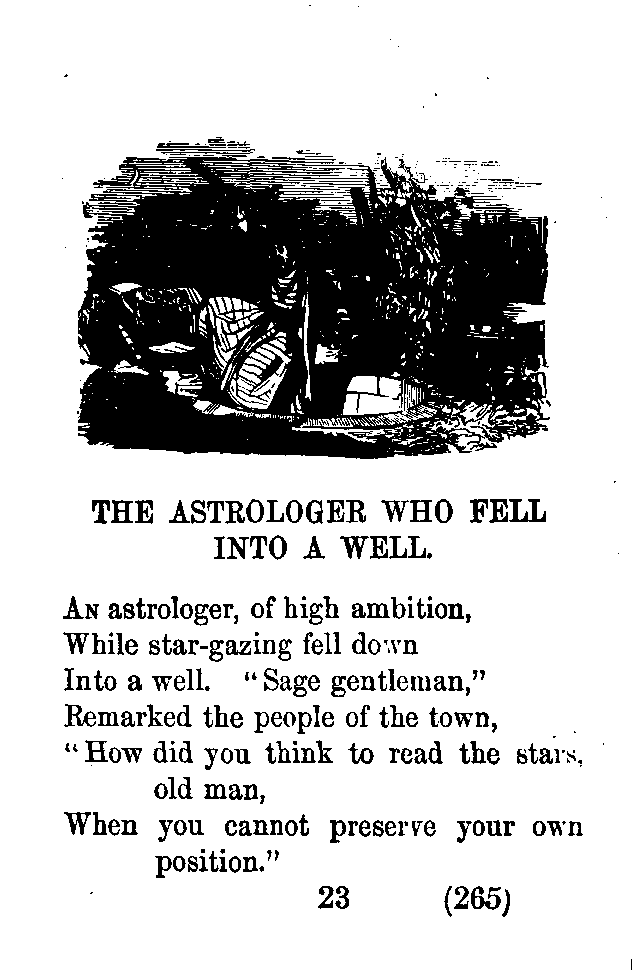 THE ASTROLOGER WHO FELL
INTO A WELL.
AN astrologer, of high ambition,
While star-gazing fell down
Into a well. "Sage gentleman,"
Remarked the people of the town,
"How did you think to read the stars,
old man,
When you cannot preserve your own
position."
23 (265)